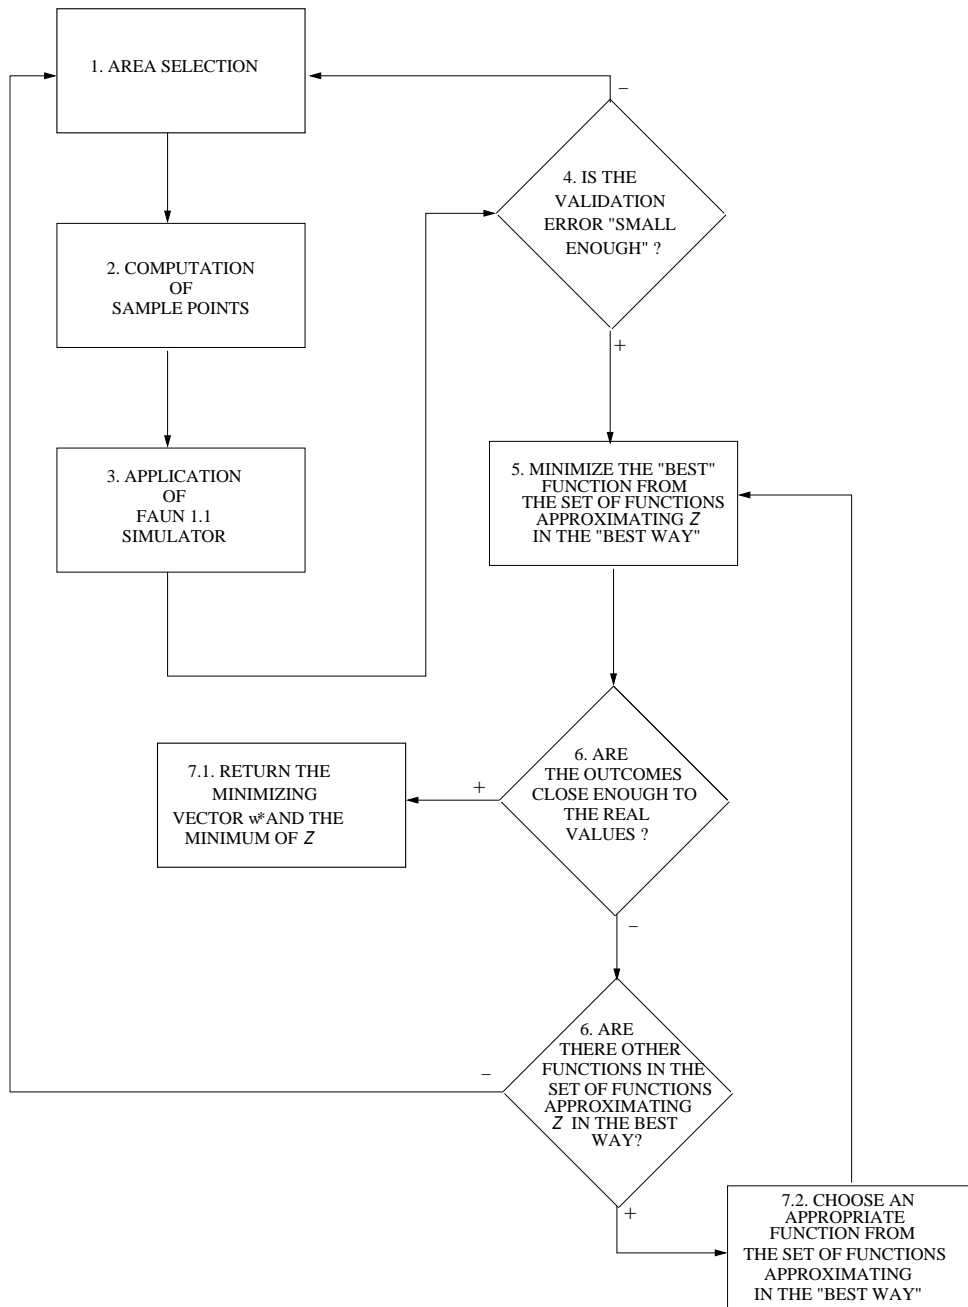 1. AREA SELECTION
2. COMPUTATION
OF
SAMPLE POINTS
3. APPLICATION
OF
FAUN 1.1
SIMULATOR
−
4. IS THE
VALIDATION
ERROR "SMALL
ENOUGH" ?
+
5. MINIMIZE THE "BEST"
FUNCTION FROM
THE SET OF FUNCTIONS
APPROXIMATING Z
IN THE "BEST WAY"
6. ARE
THE OUTCOMES
CLOSE ENOUGH TO
THE REAL
VALUES ?
+
7.1. RETURN THE
MINIMIZING
VECTOR w* AND THE
MINIMUM OF Z
−
6. ARE
THERE OTHER
FUNCTIONS IN THE
SET OF FUNCTIONS
APPROXIMATING
Z IN THE BEST
WAY?
−
+
7.2. CHOOSE AN
APPROPRIATE
FUNCTION FROM
THE SET OF FUNCTIONS
APPROXIMATING
IN THE "BEST WAY"